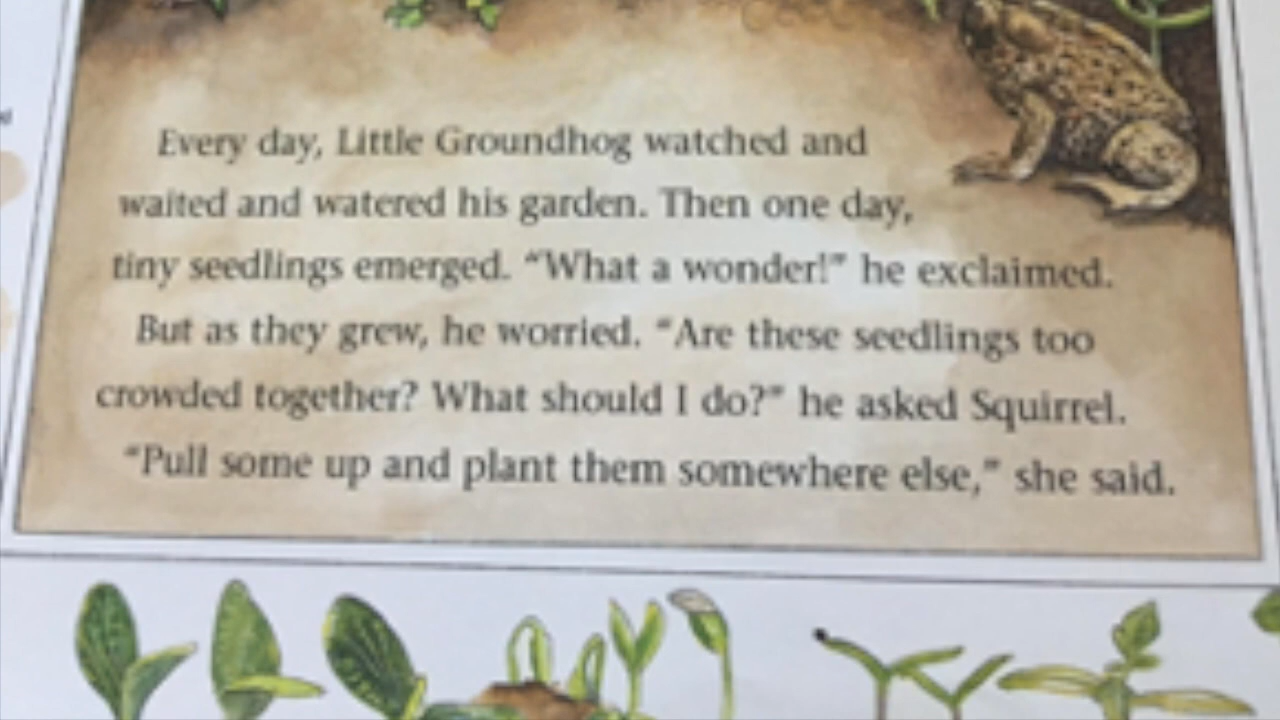 Every day, Little Groundhog watched and
waited and watered his garden. Then one day,
tiny seedlings emerged. “What a wonder!” he exclaimed.
But as they grew, he worried. “Are these seedlings too
crowded together? What should I do?” he asked Squirrel.
“Pull some up and plant them somewhere else,” she said.